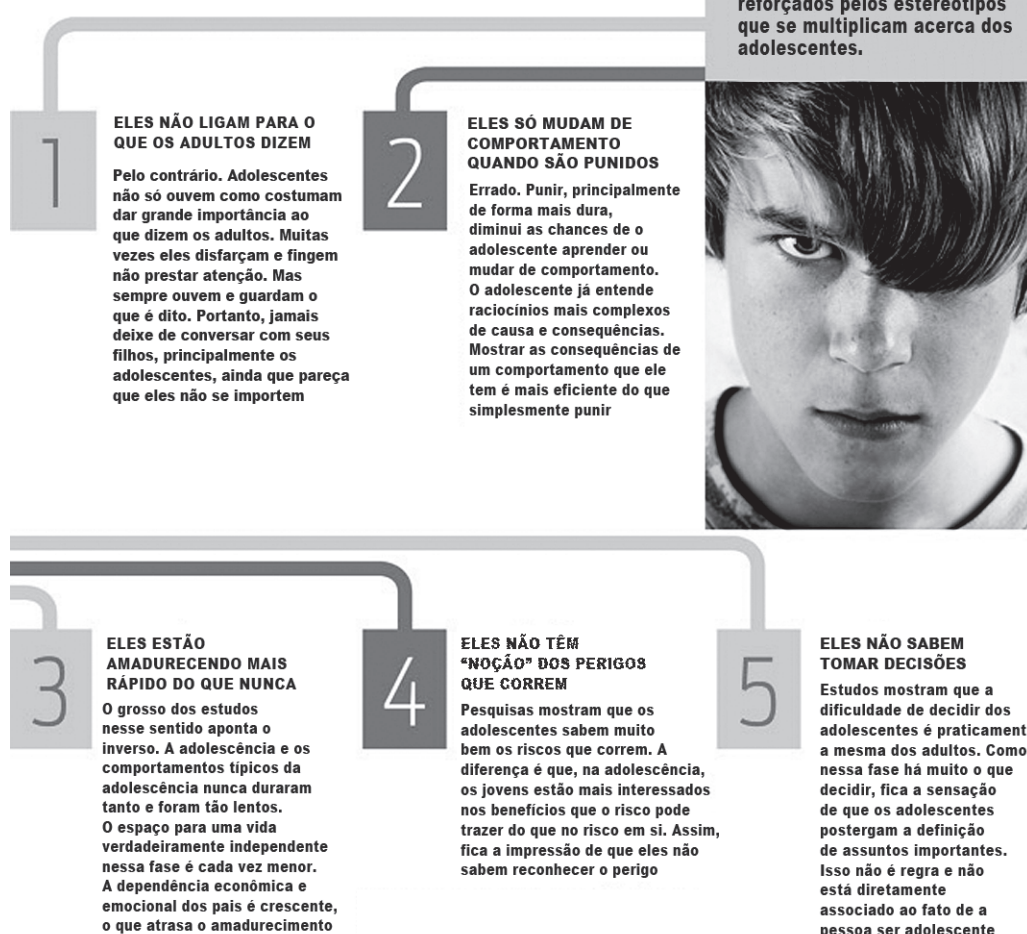 reforçados pelos estereótipos
que se multiplicam acerca dos
adolescentes.
1
ELES NÃO LIGAM PARA O
QUE OS ADULTOS DIZEM
Pelo contrário. Adolescentes
não só ouvem como costumam
dar grande importância ao
que dizem os adultos. Muitas
vezes eles disfarçam e fingem
não prestar atenção. Mas
sempre ouvem e guardam o
que é dito. Portanto, jamais
deixe de conversar com seus
filhos, principalmente os
adolescentes, ainda que pareça
que eles não se importem
2
ELES SÓ MUDAM DE
COMPORTAMENTO
QUANDO SÃO PUNIDOS
Errado. Punir, principalmente
de forma mais dura,
diminui as chances de o
adolescente aprender ou
mudar de comportamento.
O adolescente já entende
raciocínios mais complexos
de causa e consequências.
Mostrar as consequências de
um comportamento que ele
tem é mais eficiente do que
simplesmente punir
3
ELES ESTÃO
AMADURECENDO MAIS
RÁPIDO DO QUE NUNCA
O grosso dos estudos
nesse sentido aponta o
inverso. A adolescência e os
comportamentos típicos da
adolescência nunca duraram
tanto e foram tão lentos.
O espaço para uma vida
verdadeiramente independente
nessa fase é cada vez menor.
A dependência econômica e
emocional dos pais é crescente,
o que atrasa o amadurecimento
4
ELES NÃO TÊM
“NOÇÃO” DOS PERIGOS
QUE CORREM
Pesquisas mostram que os
adolescentes sabem muito
bem os riscos que correm. A
diferença é que, na adolescência,
os jovens estão mais interessados
nos benefícios que o risco pode
trazer do que no risco em si. Assim,
fica a impressão de que eles não
sabem reconhecer o perigo
5
ELES NÃO SABEM
TOMAR DECISÕES
Estudos mostram que a
dificuldade de decidir dos
adolescentes é praticament
a mesma dos adultos. Como
nessa fase há muito o que
decidir, fica a sensação
de que os adolescentes
postergam a definição
de assuntos importantes.
Isso não é regra e não
está diretamente
associado ao fato de a
pessoa ser adolescente